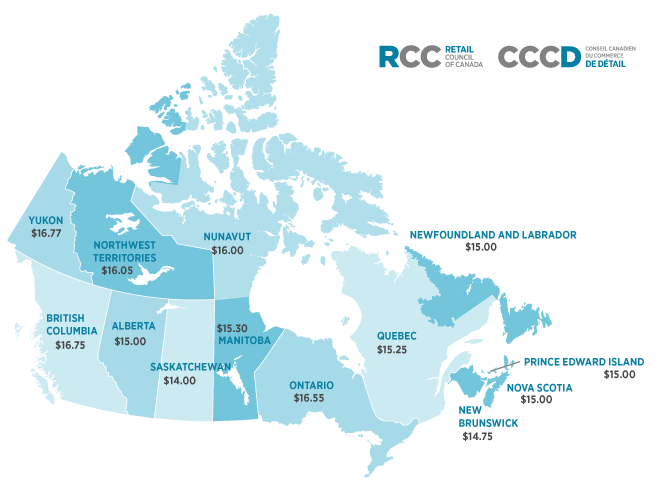 RCC RETAIL
COUNCIL
OF CANADA
CCCD CONSEIL CANADIEN
DU COMMERCE
DE DÉTAIL
YUKON
$16.77
NORTHWEST
TERRITORIES
$16.05
NUNAVUT
$16.00
NEWFOUNDLAND AND LABRADOR
$15.00
BRITISH
COLUMBIA
$16.75
ALBERTA
$15.00
SASKATCHEWAN
$14.00
$15.30
MANITOBA
ONTARIO
$16.55
QUEBEC
$15.25
PRINCE EDWARD ISLAND
$15.00
NOVA SCOTIA
$15.00
NEW
BRUNSWICK
$14.75